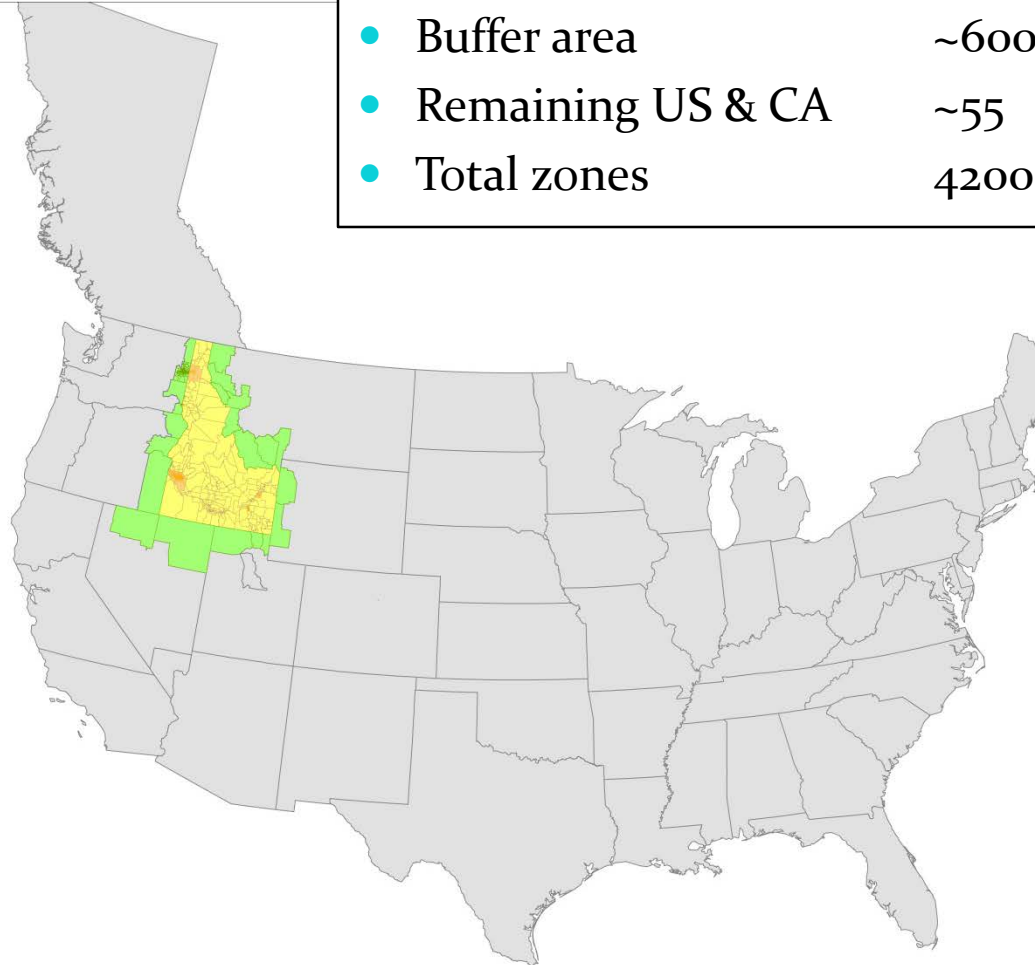 • Buffer area ~600
• Remaining US & CA ~55
• Total zones 4200